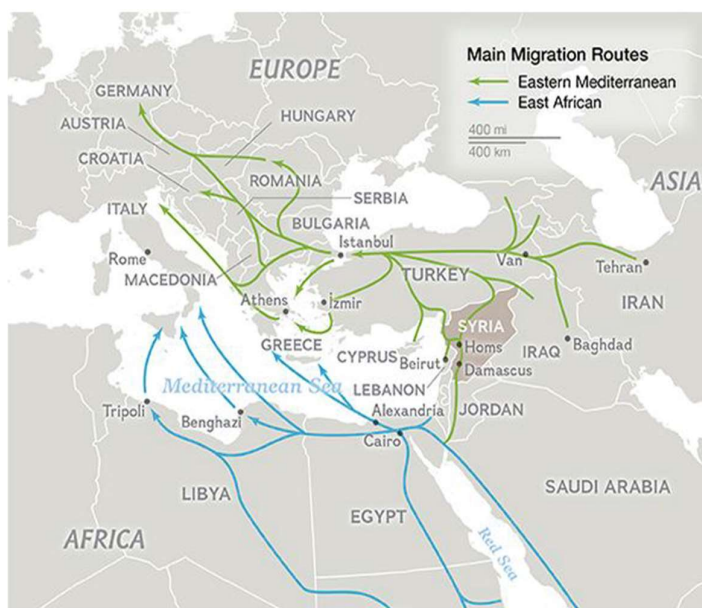 Main Migration Routes
Eastern Mediterranean
East African
400 mi
400 km
EUROPE
GERMANY
AUSTRIA
HUNGARY
CROATIA
ASIA
ROMANIA
SERBIA
ITALY
BULGARIA
Istanbul
Rome
Van
Tehran
MACEDONIA
TURKEY
Athens
İzmir
IRAN
SYRIA
GREECE
CYPRUS
Homs
IRAQ
Baghdad
Beirut
Damascus
Mediterranean Sea
LEBANON
Tripoli
Benghazi
Alexandria
JORDAN
Cairo
LIBYA
EGYPT
SAUDI ARABIA
AFRICA
Red Sea